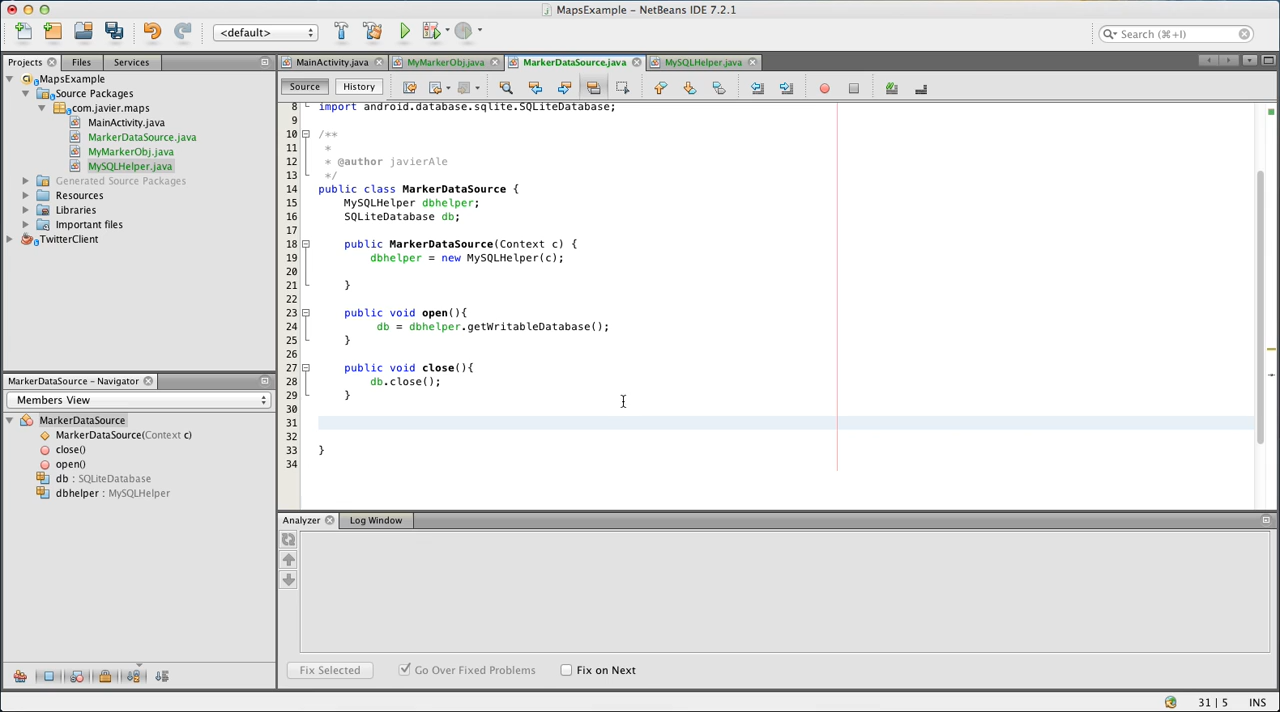 MapsExample – NetBeans IDE 7.2.1
<default>
Search (⌘+I)
Projects
Files
Services
MainActivity.java
MyMarkerObj.java
MarkerDataSource.java
MySQLHelper.java
Source
History
MapsExample
Source Packages
com.javier.maps
MainActivity.java
MarkerDataSource.java
MyMarkerObj.java
MySQLHelper.java
Generated Source Packages
Resources
Libraries
Important files
TwitterClient
8 import android.database.sqlite.SQLiteDatabase;
9
10 /**
11 *
12 * @author javierAle
13 */
14 public class MarkerDataSource {
15 MySQLHelper dbhelper;
16 SQLiteDatabase db;
17
18 public MarkerDataSource(Context c) {
19 dbhelper = new MySQLHelper(c);
20
21 }
22
23 public void open(){
24 db = dbhelper.getWritableDatabase();
25 }
26
27 public void close(){
28 db.close();
29 }
30
31
32
33 }
34
MarkerDataSource – Navigator
Members View
MarkerDataSource
MarkerDataSource(Context c)
close()
open()
db : SQLiteDatabase
dbhelper : MySQLHelper
Analyzer
Log Window
Fix Selected
Go Over Fixed Problems
Fix on Next
31 | 5
INS